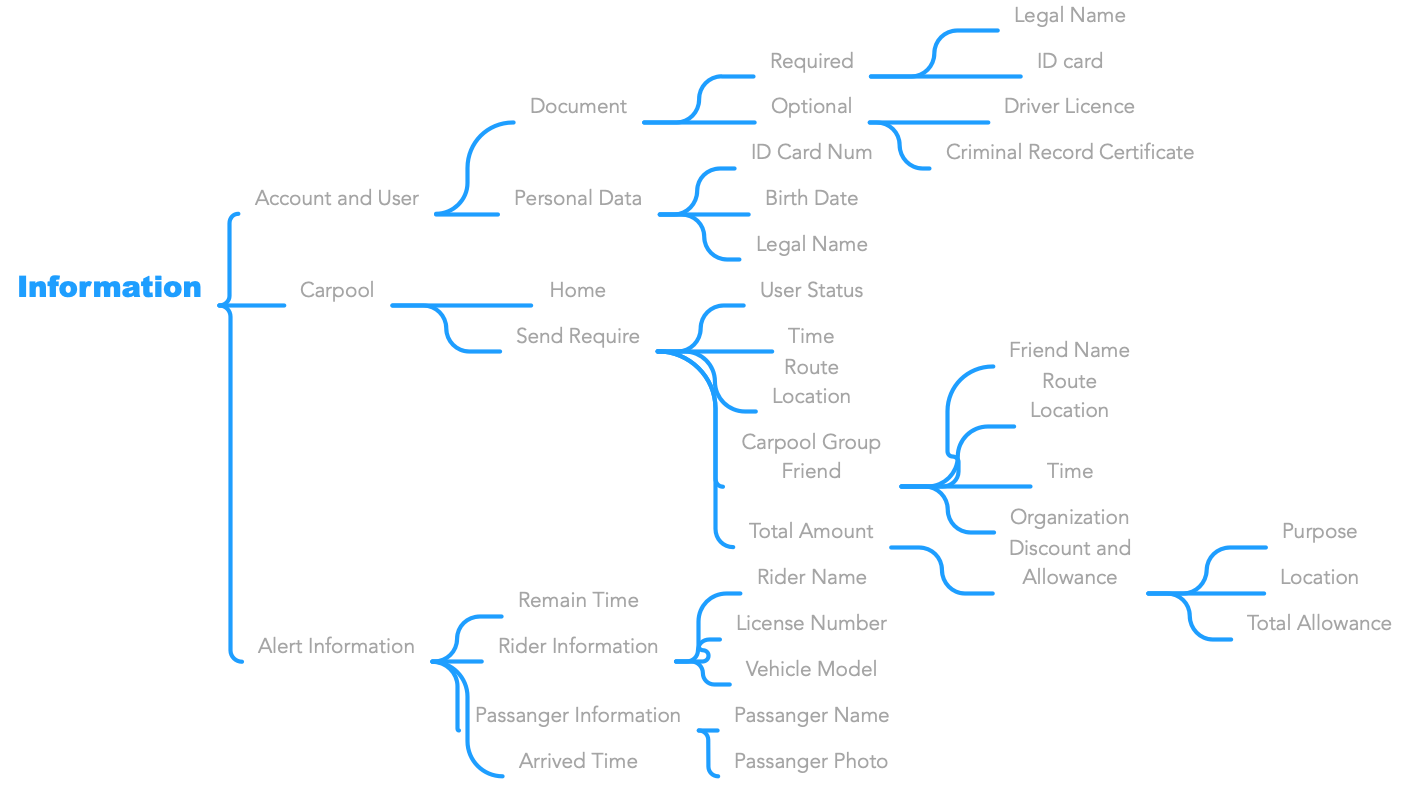 Legal Name
Required
ID card
Document
Optional
Driver Licence
ID Card Num
Criminal Record Certificate
Account and User
Personal Data
Birth Date
Legal Name
Information
Carpool
Home
User Status
Send Require
Time
Route
Location
Friend Name
Route
Location
Carpool Group
Friend
Time
Organization
Total Amount
Discount and
Allowance
Purpose
Location
Total Allowance
Rider Name
Remain Time
License Number
Alert Information
Rider Information
Vehicle Model
Passanger Information
Passanger Name
Arrived Time
Passanger Photo